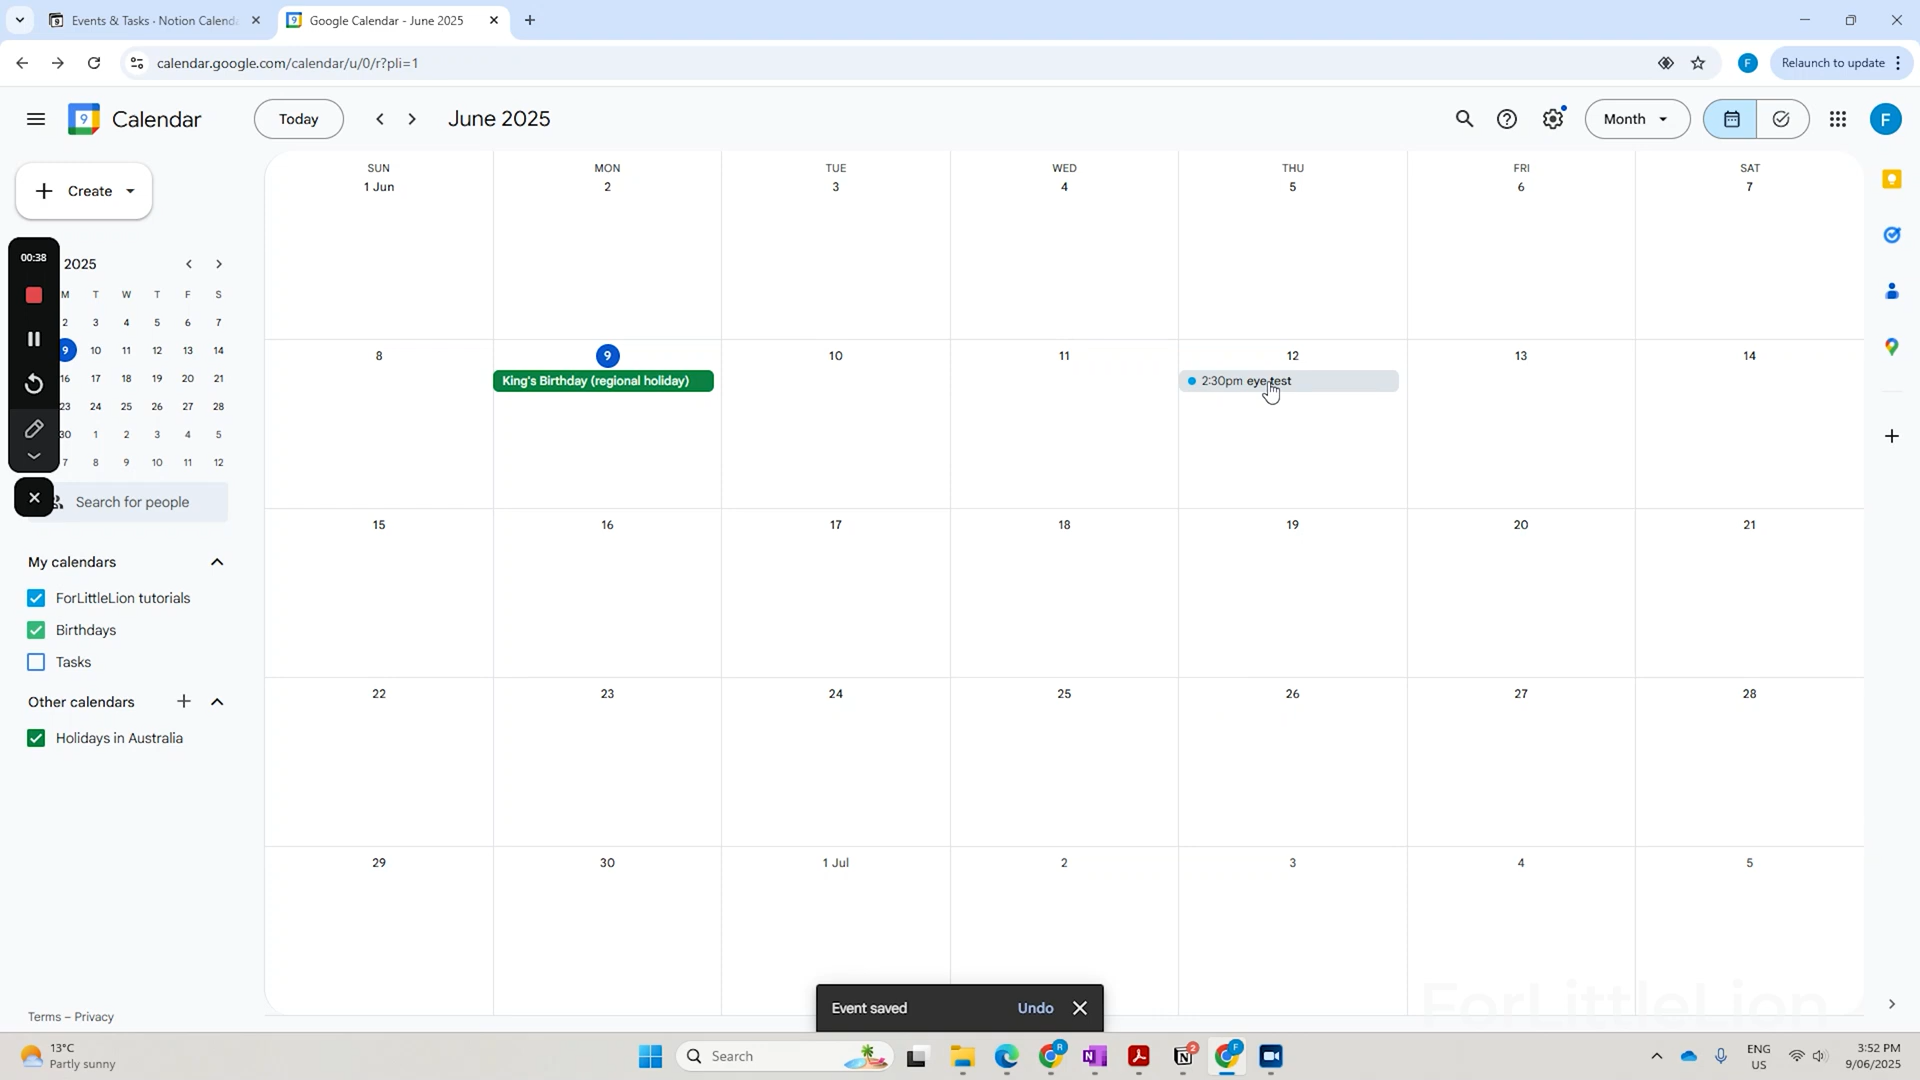 Events & Tasks · Notion Calend
Google Calendar - June 2025
calendar.google.com/calendar/u/0/r?pli=1
F
Relaunch to update
9
Calendar
Today
June 2025
Month
F
Create
SUN MON TUE WED THU FRI SAT
1 Jun 2 3 4 5 6 7
00:38
2025
M T W T F S
2 3 4 5 6 7
9 10 11 12 13 14
16 17 18 19 20 21
23 24 25 26 27 28
30 1 2 3 4 5
7 8 9 10 11 12
Search for people
8 9 10 11 12 13 14
King's Birthday (regional holiday)
2:30pm eye test
15 16 17 18 19 20 21
22 23 24 25 26 27 28
29 30 1 Jul 2 3 4 5
My calendars
ForLittleLion tutorials
Birthdays
Tasks
Other calendars
Holidays in Australia
Terms – Privacy
Event saved Undo
ForLittleLion
13°C
Partly sunny
Search
R
N
N
2
F
ENG
US
3:52 PM
9/06/2025